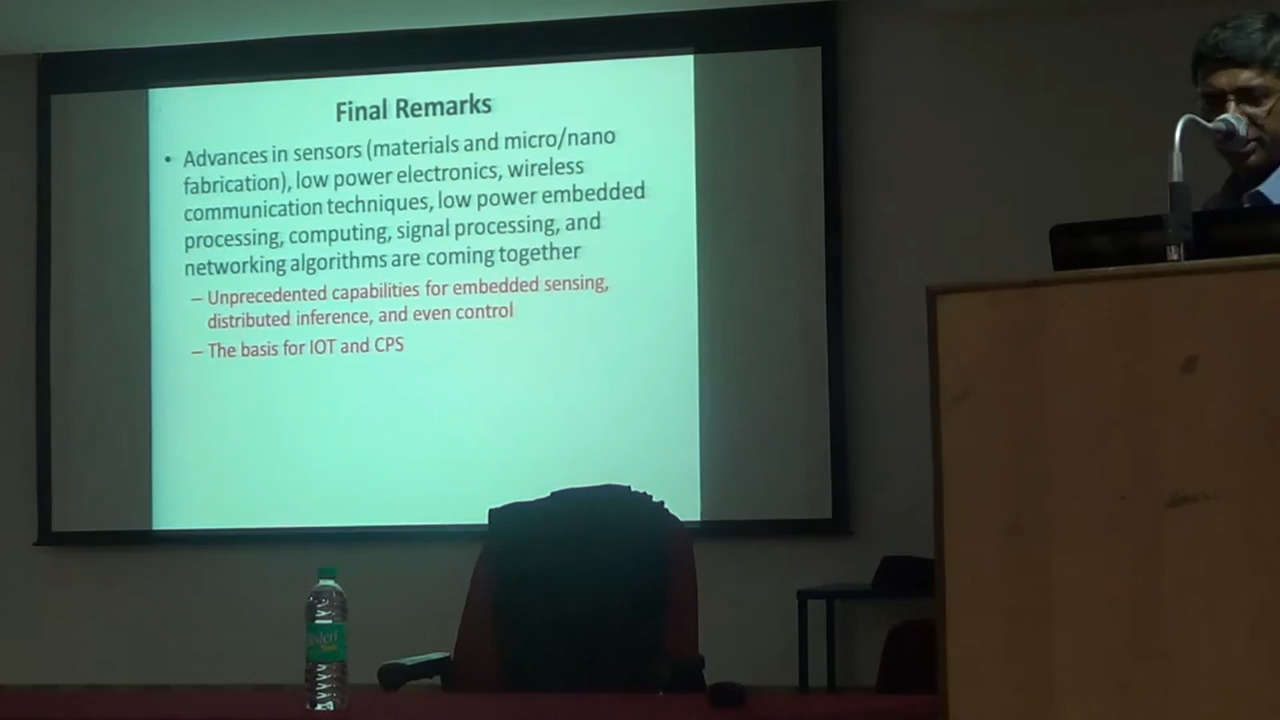 Final Remarks
• Advances in sensors (materials and micro/nano
fabrication), low power electronics, wireless
communication techniques, low power embedded
processing, computing, signal processing, and
networking algorithms are coming together
– Unprecedented capabilities for embedded sensing,
distributed inference, and even control
– The basis for IOT and CPS